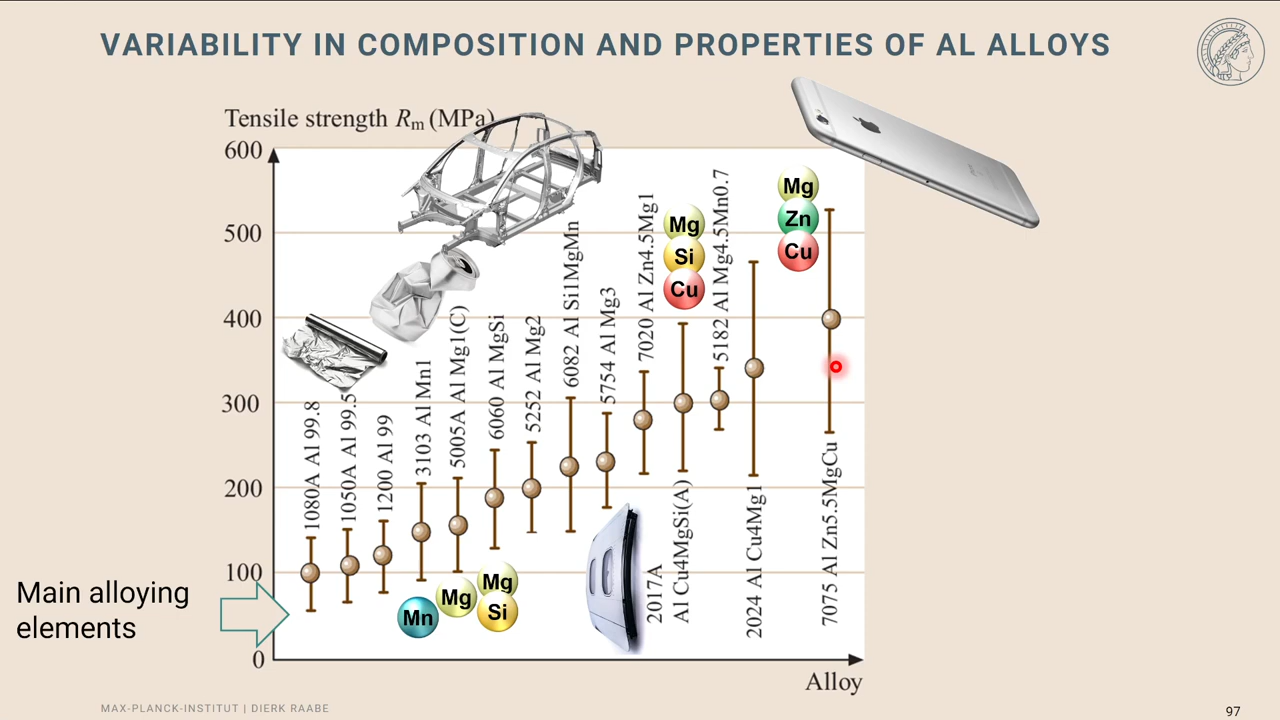 VARIABILITY IN COMPOSITION AND PROPERTIES OF AL ALLOYS
Tensile strength Rm (MPa)
600
500
400
300
200
100
0
1080A Al 99.8
1050A Al 99.5
1200 Al 99
3103 Al Mn1
5005A Al Mg1(C)
6060 Al MgSi
5252 Al Mg2
6082 Al Si1MgMn
5754 Al Mg3
7020 Al Zn4.5Mg1
2017A
Al Cu4MgSi(A)
5182 Al Mg4.5Mn0.7
2024 Al Cu4Mg1
7075 Al Zn5.5MgCu
Mn
Mg
Mg
Si
Mg
Si
Cu
Mg
Zn
Cu
Main alloying
elements
Alloy
MAX-PLANCK-INSTITUT | DIERK RAABE
97